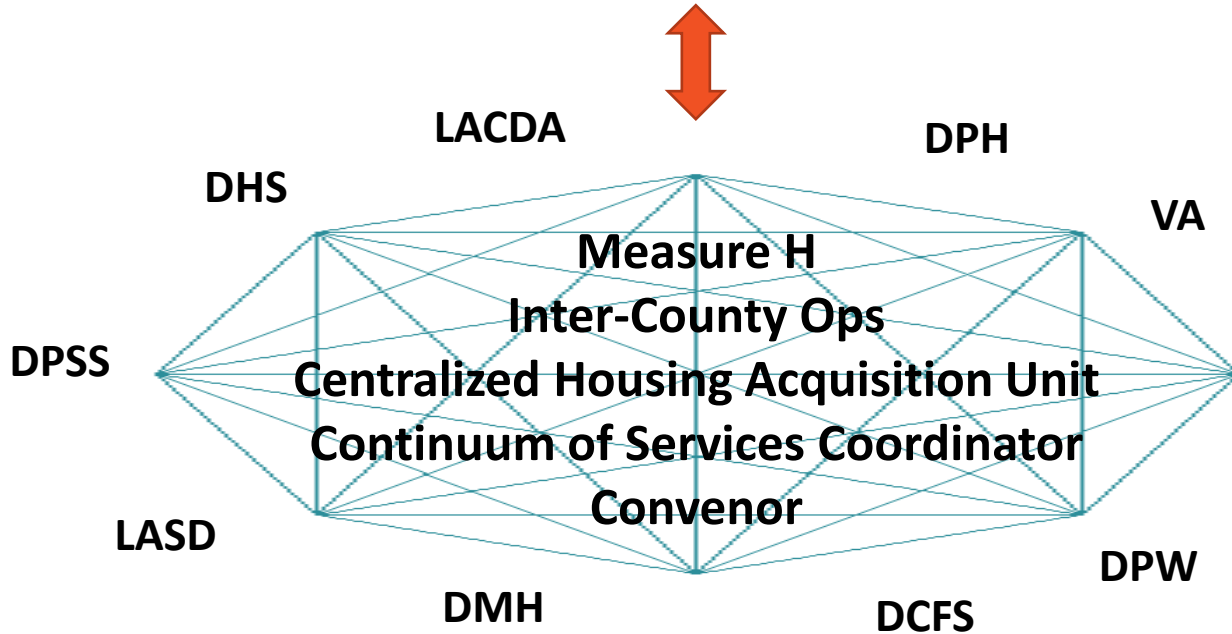 LACDA
DPH
DHS
VA
Measure H
Inter-County Ops
DPSS
Centralized Housing Acquisition Unit
Continuum of Services Coordinator
Convenor
LASD
DPW
DMH
DCFS